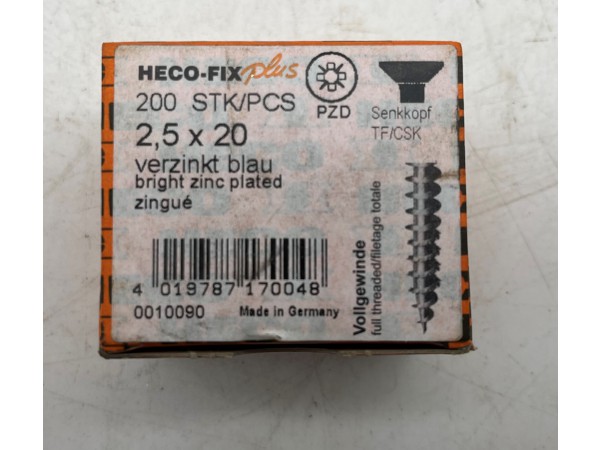 HECO-FIX plus
200 STK/PCS
2,5 x 20
verzinkt blau
bright zinc plated
zingué
PZD
Senkkopf
TF/CSK
Vollgewinde
full threaded/filetage totale
4 019787 170048
0010090 Made in Germany